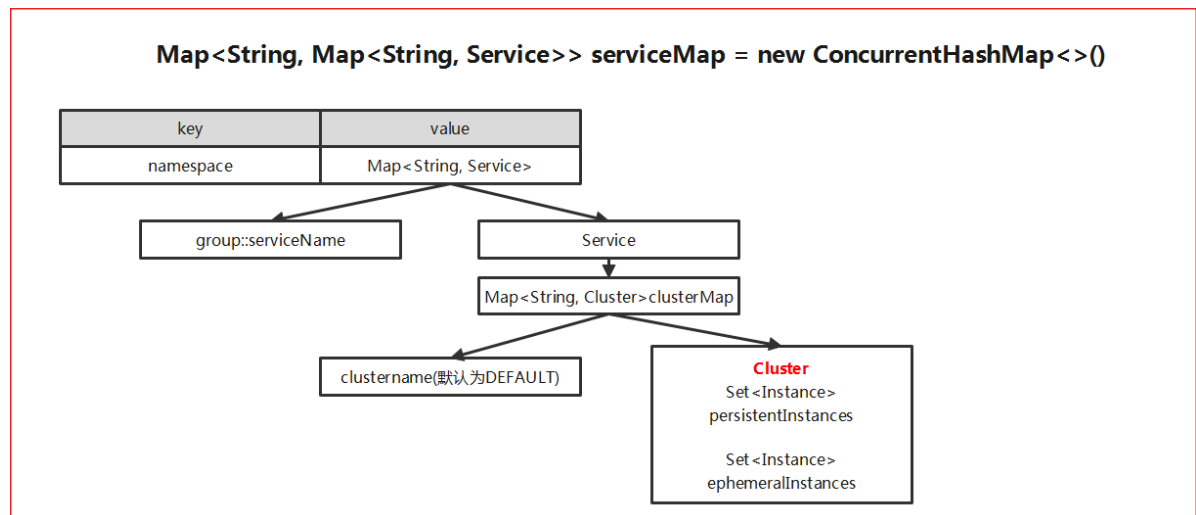 Map<String, Map<String, Service>> serviceMap = new ConcurrentHashMap<>()
key
value
namespace
Map<String, Service>
group::serviceName
Service
Map<String, Cluster>clusterMap
clustername(默认为DEFAULT)
Cluster
Set<Instance>
persistentInstances
Set<Instance>
ephemeralInstances